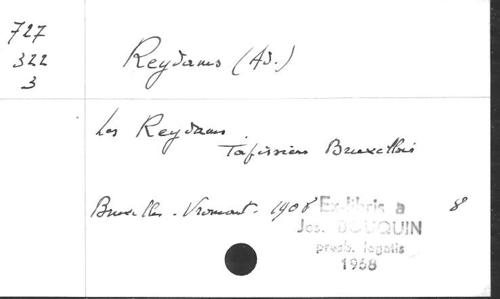 727
322
3
Reydams (Ad.)
Les Reydams.
Tapissiers Bruxellois
Bruxelles - Vromant - 1908
8
Ex-libris a
Jos. BOUQUIN
presb. legatis
1968